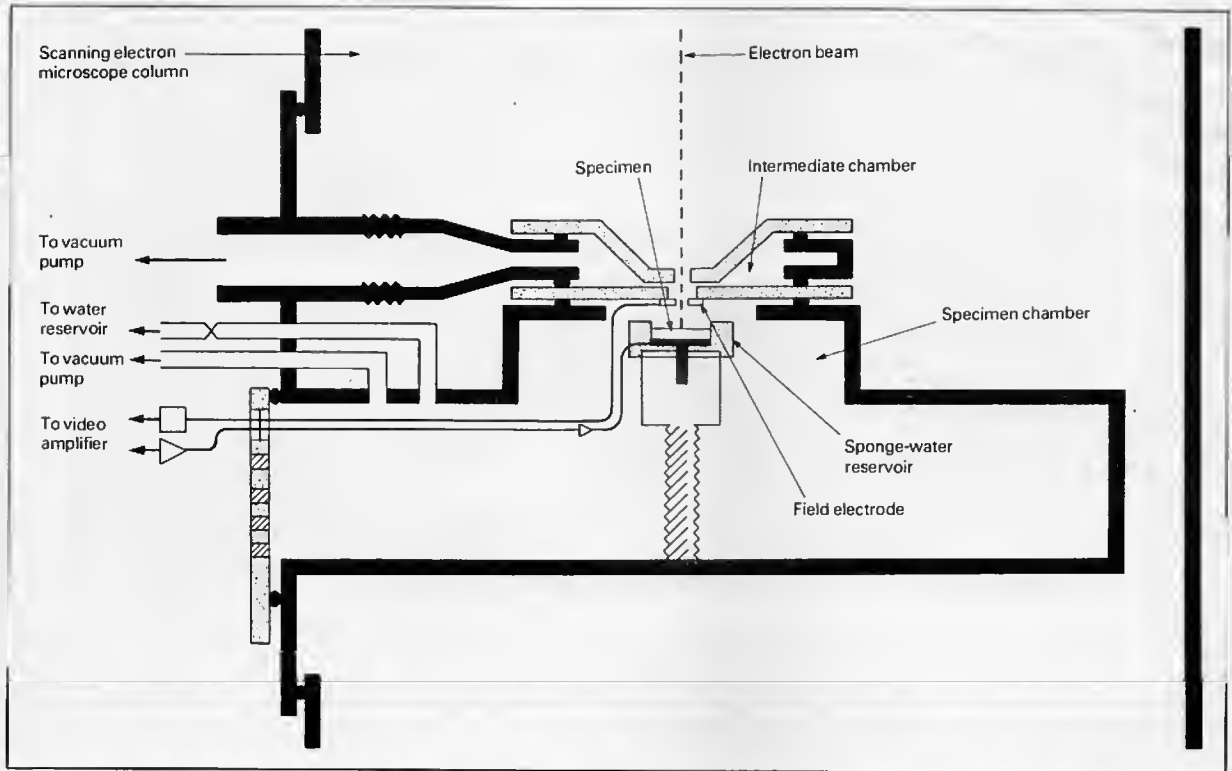 Scanning electron
microscope column
Electron beam
Specimen
Intermediate chamber
To vacuum
pump
To water
reservoir
To vacuum
pump
Specimen chamber
To video
amplifier
Sponge-water
reservoir
Field electrode